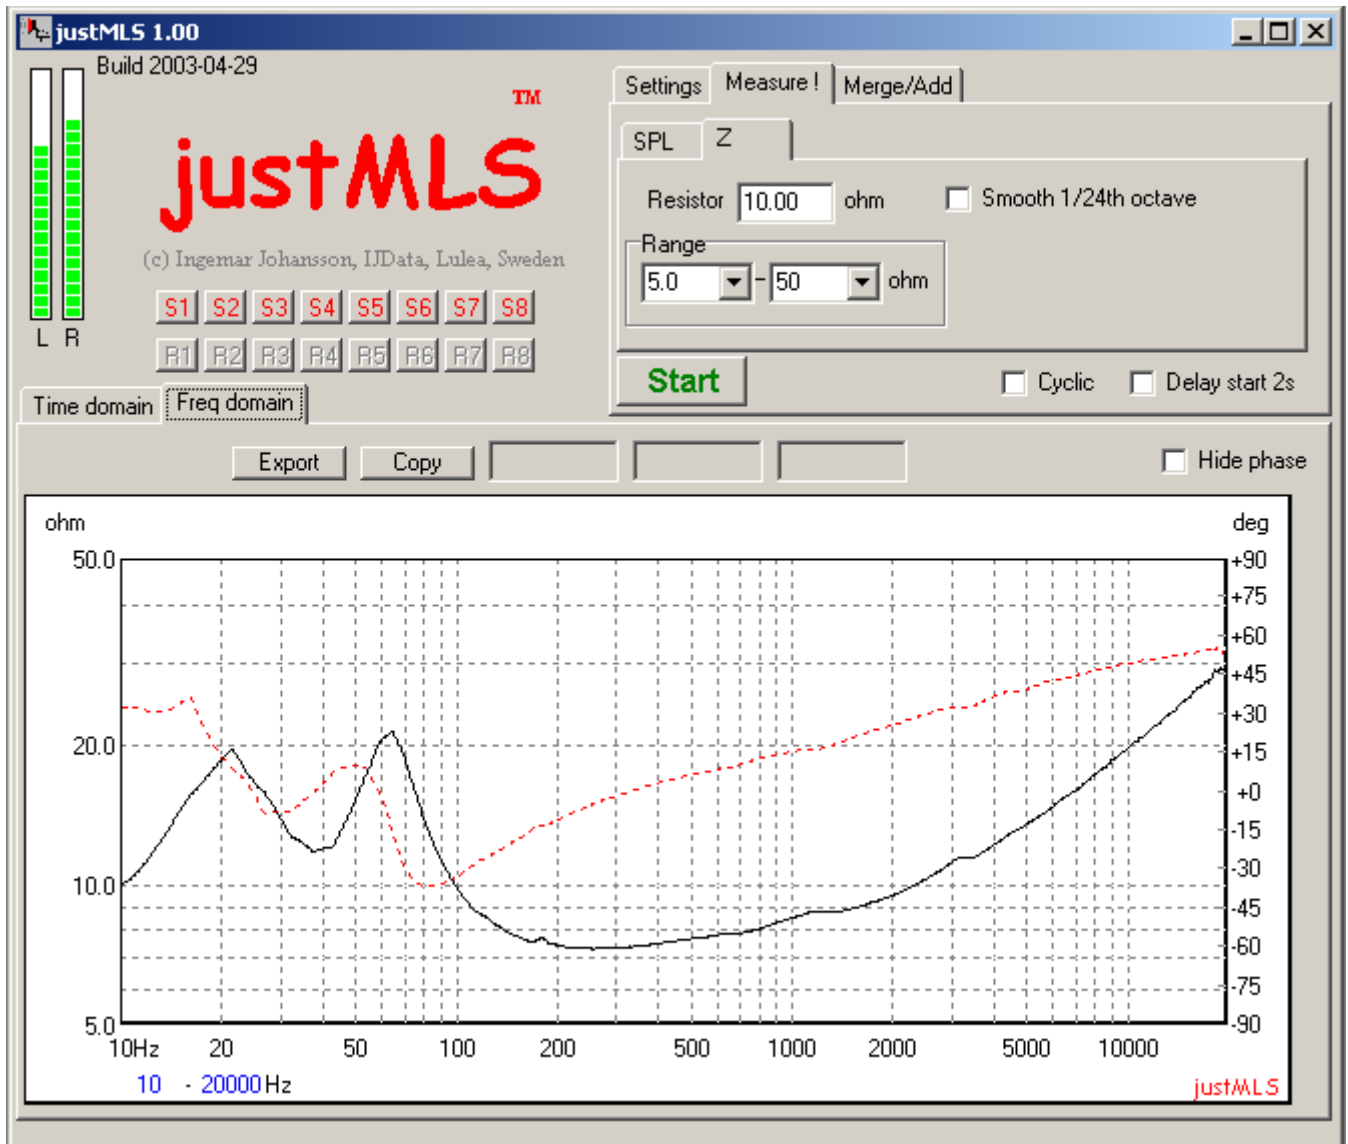 justMLS 1.00
Build 2003-04-29
TM
justMLS
(c) Ingemar Johansson, IJData, Lulea, Sweden
S1 S2 S3 S4 S5 S6 S7 S8
R1 R2 R3 R4 R5 R6 R7 R8
L R
Settings Measure ! Merge/Add
SPL Z
Resistor 10.00 ohm Smooth 1/24th octave
Range
5.0 - 50 ohm
Start Cyclic Delay start 2s
Time domain Freq domain
Export Copy Hide phase
ohm deg
50.0 +90
+75
+60
+45
+30
20.0 +15
+0
-15
-30
10.0
-45
-60
-75
5.0 -90
10Hz 20 50 100 200 500 1000 2000 5000 10000
10 - 20000 Hz justMLS